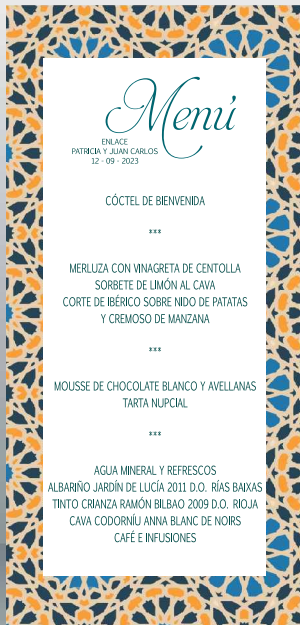 Menú
ENLACE
PATRICIA Y JUAN CARLOS
12 - 09 - 2023
CÓCTEL DE BIENVENIDA
***
MERLUZA CON VINAGRETA DE CENTOLLA
SORBETE DE LIMÓN AL CAVA
CORTE DE IBÉRICO SOBRE NIDO DE PATATAS
Y CREMOSO DE MANZANA
***
MOUSSE DE CHOCOLATE BLANCO Y AVELLANAS
TARTA NUPCIAL
***
AGUA MINERAL Y REFRESCOS
ALBARIÑO JARDÍN DE LUCÍA 2011 D.O. RÍAS BAIXAS
TINTO CRIANZA RAMÓN BILBAO 2009 D.O. RIOJA
CAVA CODORNÍU ANNA BLANC DE NOIRS
CAFÉ E INFUSIONES